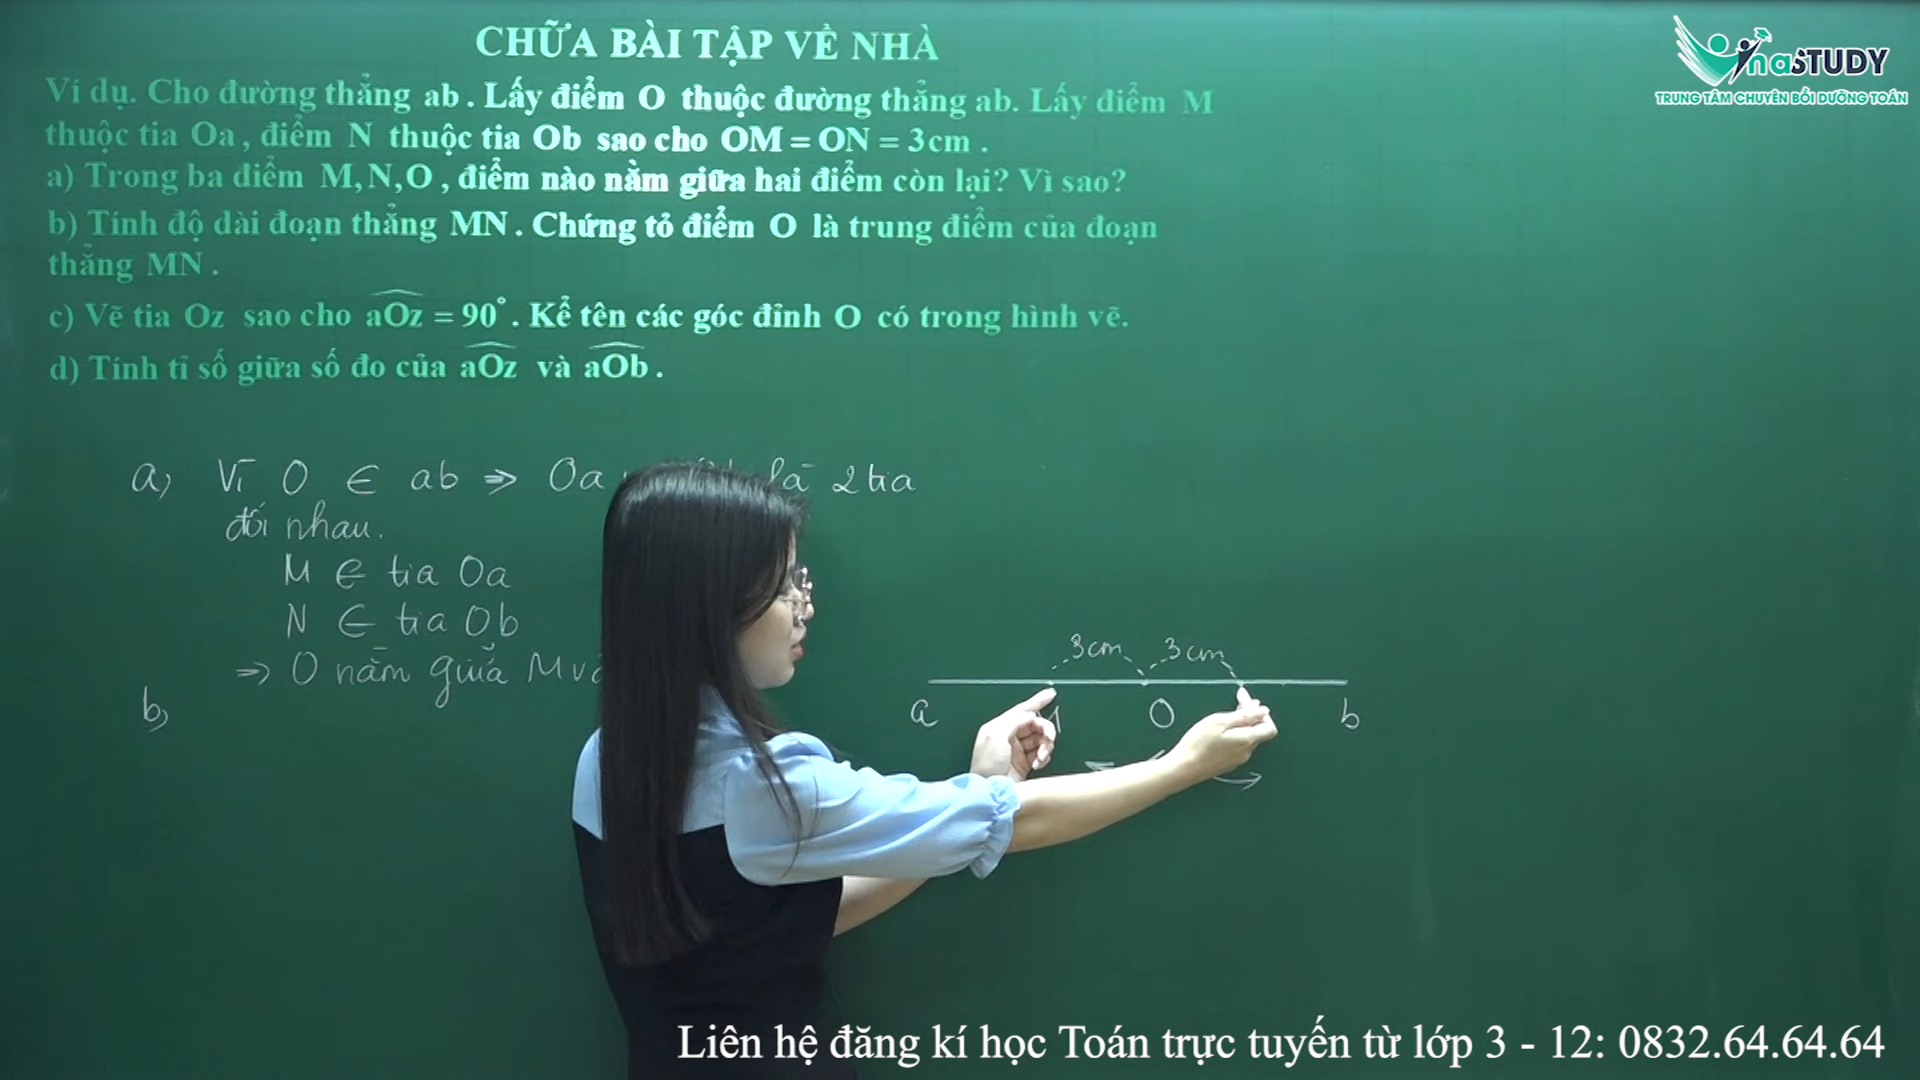 CHỮA BÀI TẬP VỀ NHÀ
VinaSTUDY
TRUNG TÂM CHUYÊN BỒI DƯỠNG TOÁN
Ví dụ. Cho đường thẳng ab. Lấy điểm O thuộc đường thẳng ab. Lấy điểm M
thuộc tia Oa, điểm N thuộc tia Ob sao cho OM = ON = 3cm.
a) Trong ba điểm M, N, O, điểm nào nằm giữa hai điểm còn lại? Vì sao?
b) Tính độ dài đoạn thẳng MN. Chứng tỏ điểm O là trung điểm của đoạn
thẳng MN.
c) Vẽ tia Oz sao cho aOz = 90°. Kể tên các góc đỉnh O có trong hình vẽ.
d) Tính tỉ số giữa số đo của aOz và aOb.
a) Vì O ∈ ab => Oa là 2 tia
đối nhau.
M ∈ tia Oa
N ∈ tia Ob
=> O nằm giữa M và
b)
3cm 3cm
a M O b
Liên hệ đăng kí học Toán trực tuyến từ lớp 3 - 12: 0832.64.64.64